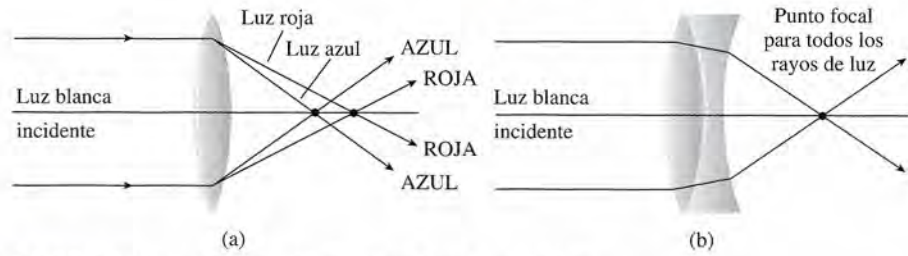 Luz roja
Luz azul
AZUL
ROJA
Luz blanca
incidente
ROJA
AZUL
(a)
Punto focal
para todos los
rayos de luz
Luz blanca
incidente
(b)